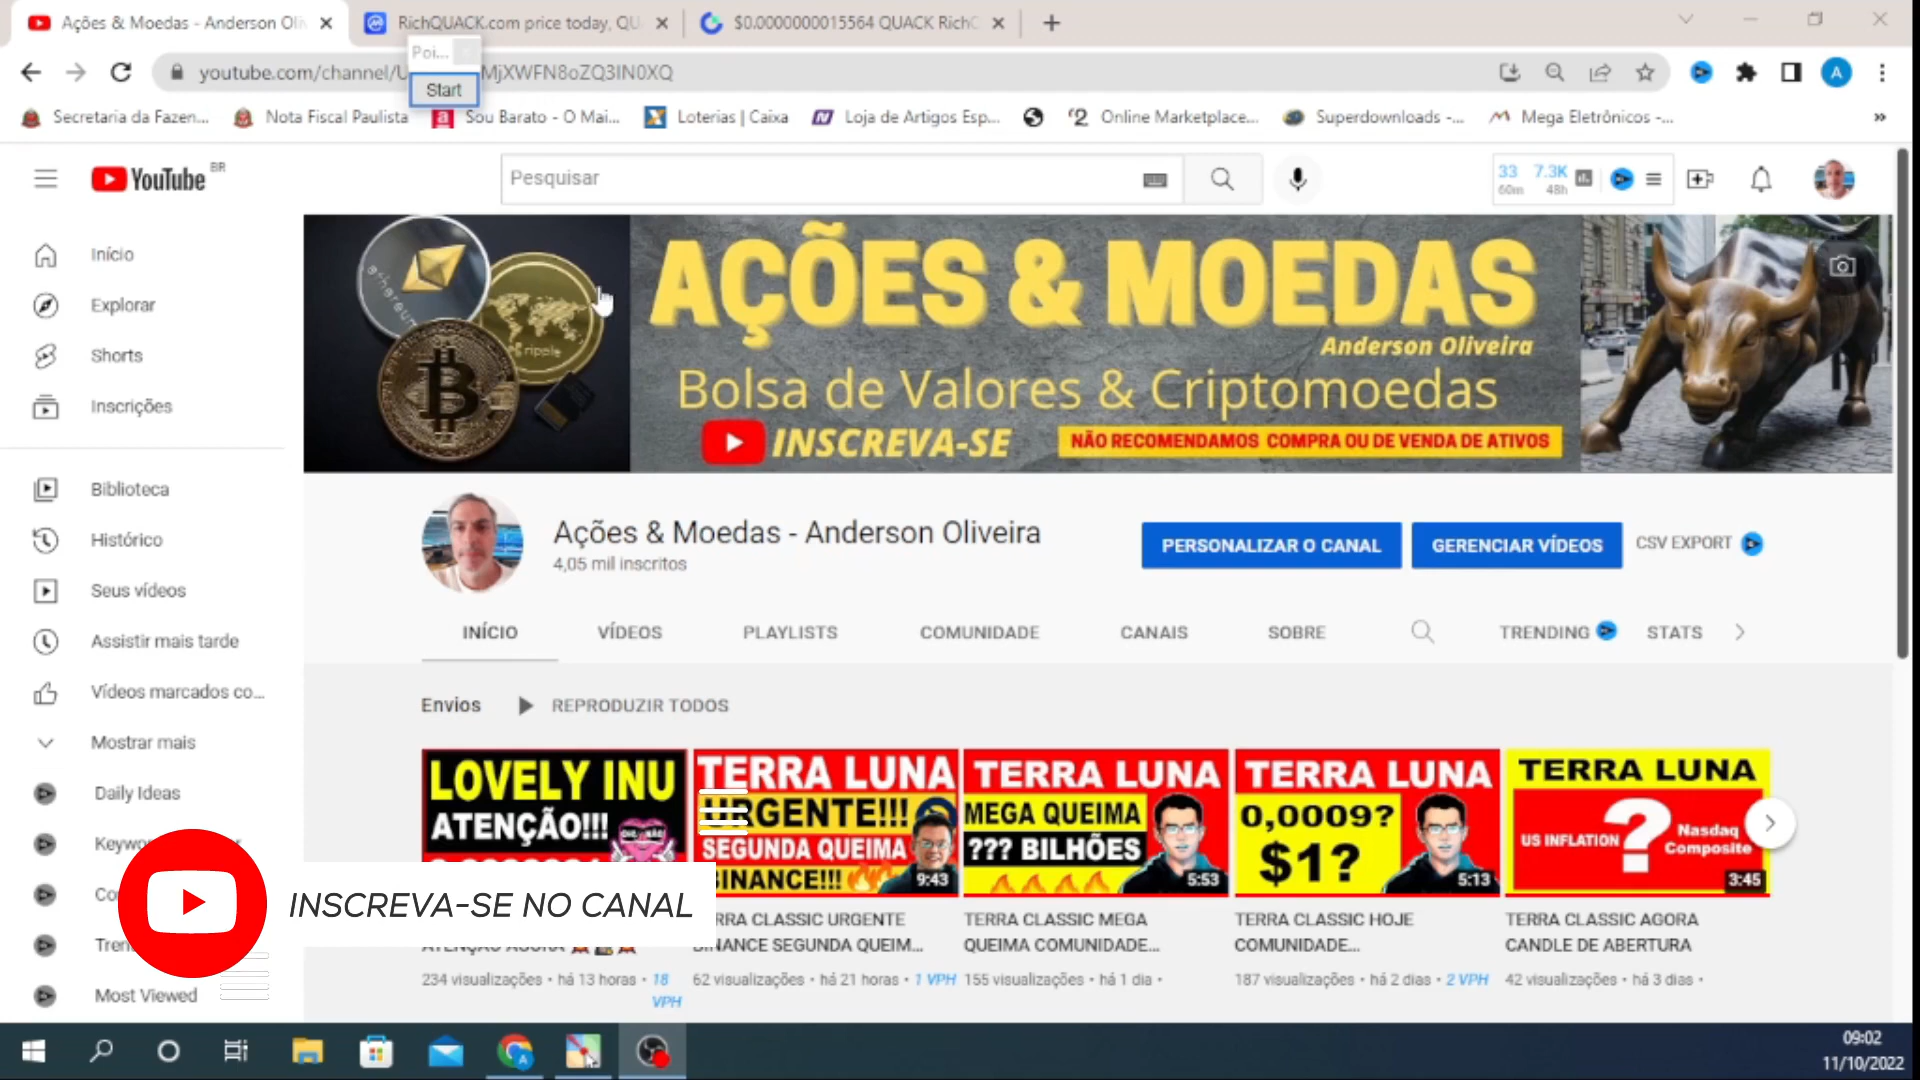 Ações & Moedas - Anderson Oliv
RichQUACK.com price today, QU
$0.0000000015564 QUACK RichC
Poi...
Start
youtube.com/channel/U
MjXWFN8oZQ3IN0XQ
A
Secretaria da Fazen...
Nota Fiscal Paulista
a
Sou Barato - O Mai...
Loterias | Caixa
Loja de Artigos Esp...
Online Marketplace...
Superdownloads -...
Mega Eletrônicos -...
YouTube BR
Pesquisar
33 7.3K
60m 48h
Início
Explorar
Shorts
Inscrições
Biblioteca
Histórico
Seus vídeos
Assistir mais tarde
Vídeos marcados co...
Mostrar mais
Daily Ideas
Most Viewed
ripple
AÇÕES & MOEDAS
Anderson Oliveira
Bolsa de Valores & Criptomoedas
INSCREVA-SE
NÃO RECOMENDAMOS COMPRA OU DE VENDA DE ATIVOS
Ações & Moedas - Anderson Oliveira
4,05 mil inscritos
PERSONALIZAR O CANAL
GERENCIAR VÍDEOS
CSV EXPORT
INÍCIO
VÍDEOS
PLAYLISTS
COMUNIDADE
CANAIS
SOBRE
TRENDING
STATS
Envios
REPRODUZIR TODOS
LOVELY INU
ATENÇÃO!!!
TERRA LUNA
URGENTE!!!
SEGUNDA QUEIMA
BINANCE!!!
9:43
TERRA LUNA
MEGA QUEIMA
??? BILHÕES
5:53
TERRA LUNA
0,0009?
$1?
5:13
TERRA LUNA
US INFLATION ? Nasdaq
Composite
3:45
INSCREVA-SE NO CANAL
ATENÇÃO AGORA
234 visualizações • há 13 horas • 18
VPH
RRA CLASSIC URGENTE
BINANCE SEGUNDA QUEIM...
62 visualizações • há 21 horas • 1 VPH
TERRA CLASSIC MEGA
QUEIMA COMUNIDADE...
155 visualizações • há 1 dia •
TERRA CLASSIC HOJE
COMUNIDADE...
187 visualizações • há 2 dias • 2 VPH
TERRA CLASSIC AGORA
CANDLE DE ABERTURA
42 visualizações • há 3 dias •
09:02
11/10/2022